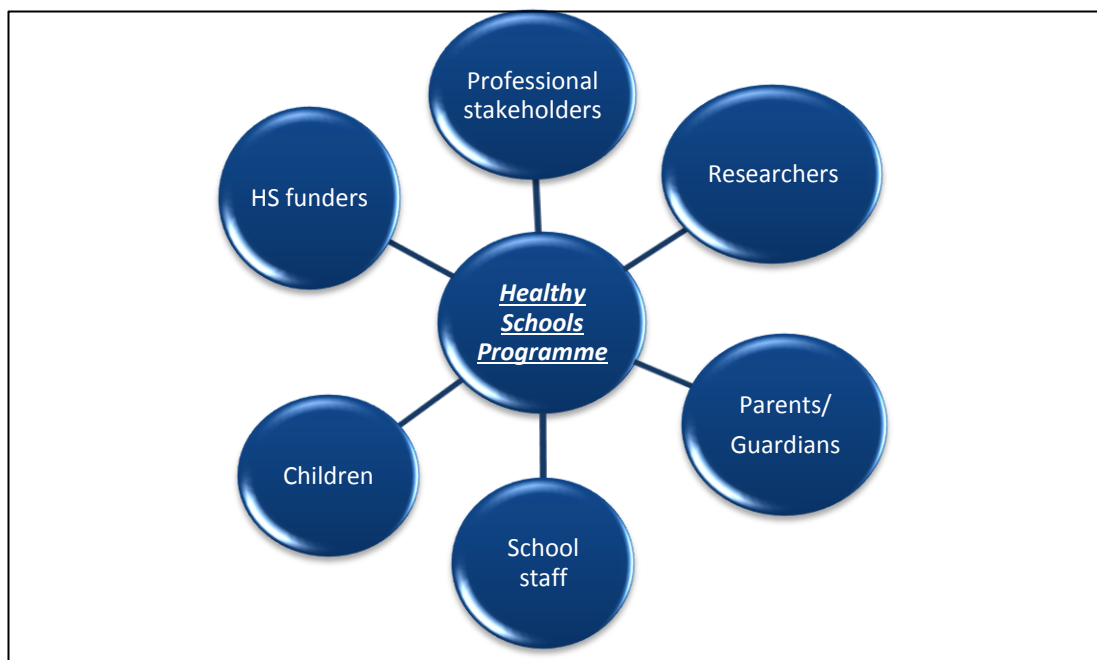 Professional
stakeholders
HS funders
Researchers
Healthy
Schools
Programme
Parents/
Guardians
Children
School
staff